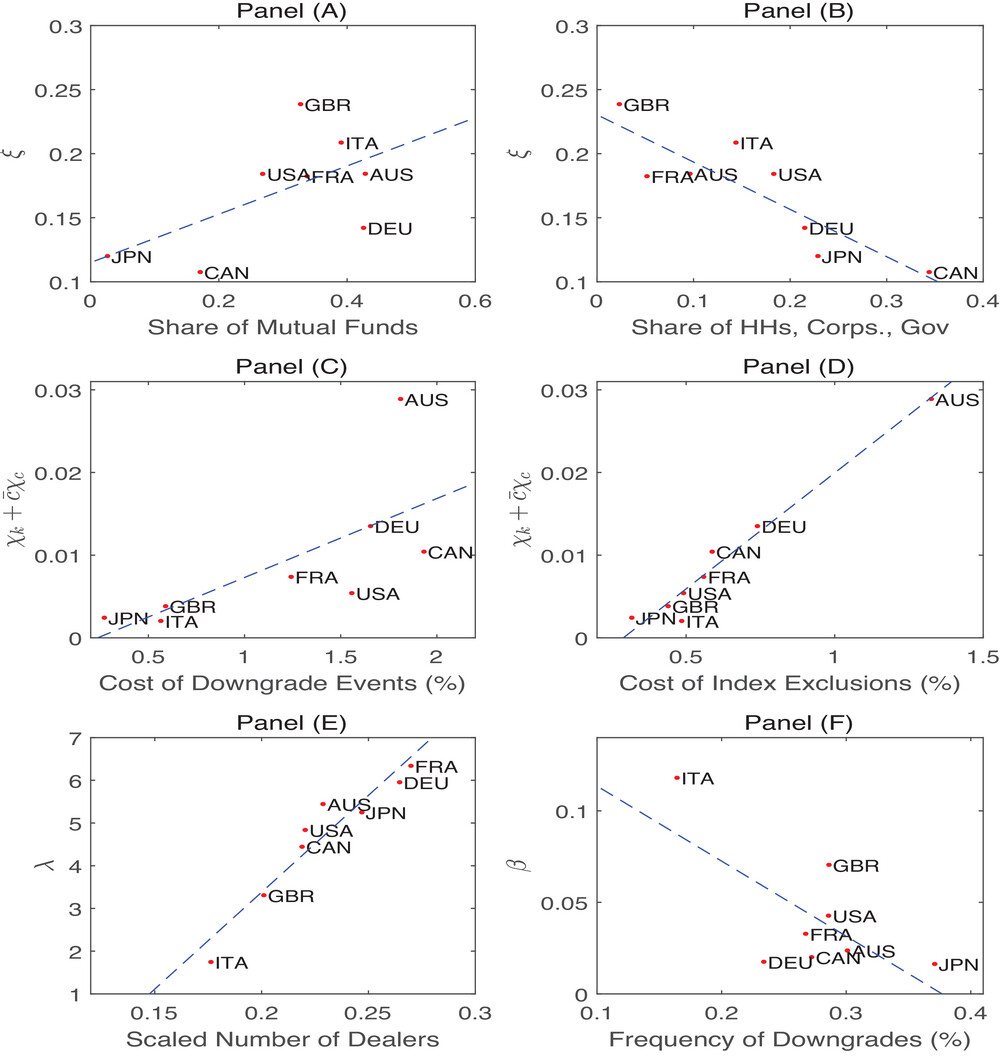 Panel (A)
0.3
0.25
0.2
0.15
0.1
ξ
GBR
ITA
USA
FRA
AUS
DEU
JPN
CAN
0
0.2
0.4
0.6
Share of Mutual Funds
Panel (B)
0.3
0.25
0.2
0.15
0.1
ξ
GBR
ITA
FRA
AUS
USA
DEU
JPN
CAN
0
0.1
0.2
0.3
0.4
Share of HHs, Corps., Gov
Panel (C)
0.03
0.02
0.01
0
χk + c̄χc
AUS
DEU
CAN
FRA
USA
GBR
JPN
ITA
0.5
1
1.5
2
Cost of Downgrade Events (%)
Panel (D)
0.03
0.02
0.01
0
χk + c̄χc
AUS
DEU
CAN
FRA
USA
GBR
JPN
ITA
0.5
1
1.5
Cost of Index Exclusions (%)
Panel (E)
7
6
5
4
3
2
1
λ
FRA
DEU
AUS
JPN
USA
CAN
GBR
ITA
0.15
0.2
0.25
0.3
Scaled Number of Dealers
Panel (F)
0.1
0.05
0
β
ITA
GBR
USA
FRA
AUS
CAN
DEU
JPN
0.1
0.2
0.3
0.4
Frequency of Downgrades (%)